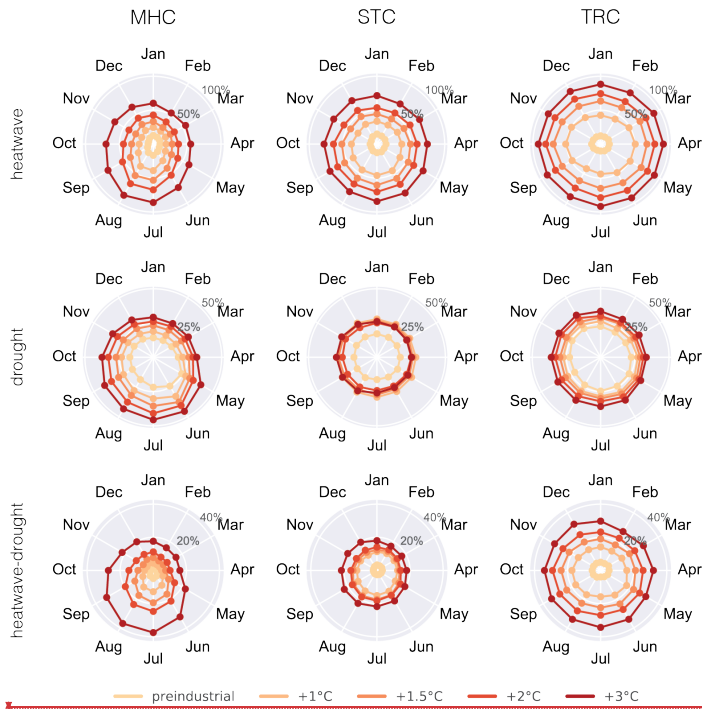 MHC STC TRC
heatwave
Jan Feb Mar Apr May Jun Jul Aug Sep Oct Nov Dec 50% 100%
Jan Feb Mar Apr May Jun Jul Aug Sep Oct Nov Dec 50% 100%
Jan Feb Mar Apr May Jun Jul Aug Sep Oct Nov Dec 50% 100%
drought
Jan Feb Mar Apr May Jun Jul Aug Sep Oct Nov Dec 25% 50%
Jan Feb Mar Apr May Jun Jul Aug Sep Oct Nov Dec 25% 50%
Jan Feb Mar Apr May Jun Jul Aug Sep Oct Nov Dec 25% 50%
heatwave-drought
Jan Feb Mar Apr May Jun Jul Aug Sep Oct Nov Dec 20% 40%
Jan Feb Mar Apr May Jun Jul Aug Sep Oct Nov Dec 20% 40%
Jan Feb Mar Apr May Jun Jul Aug Sep Oct Nov Dec 20% 40%
preindustrial +1°C +1.5°C +2°C +3°C